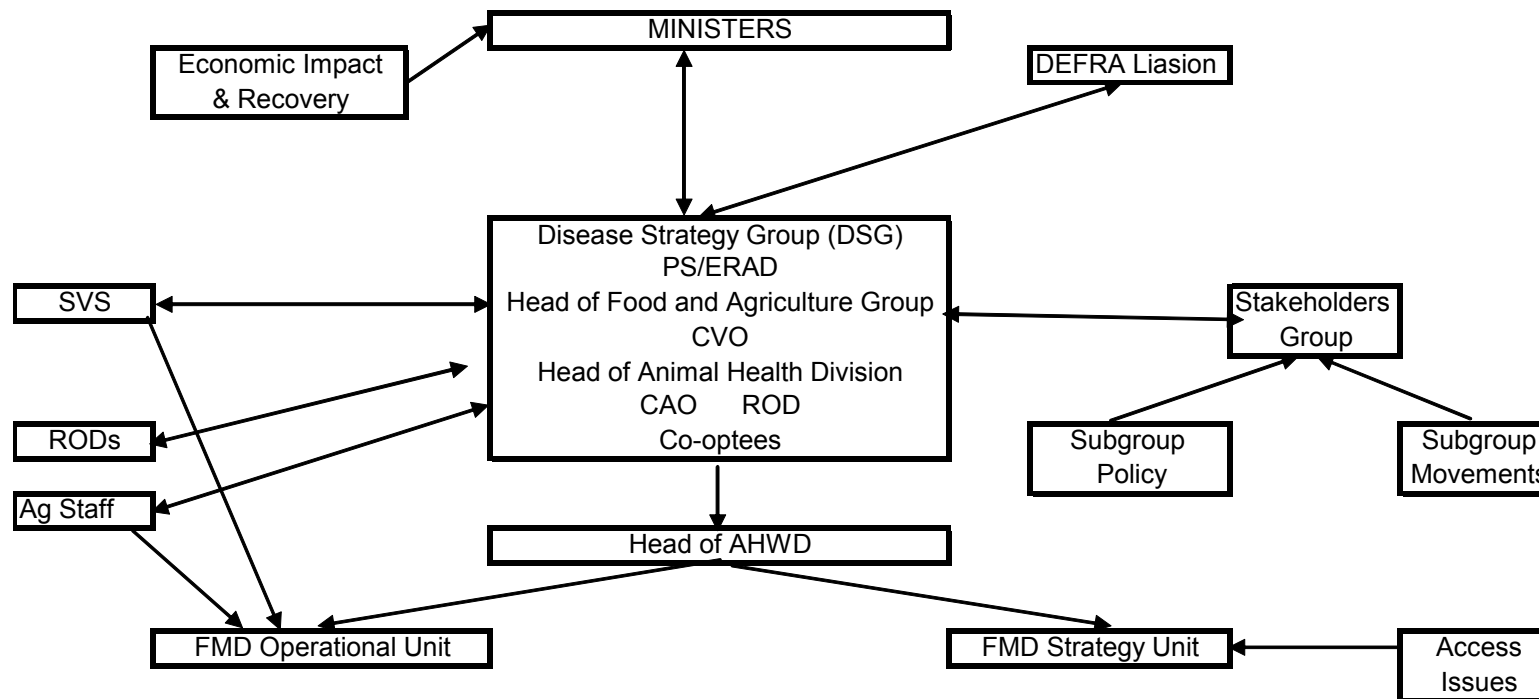 MINISTERS
Economic Impact
& Recovery
DEFRA Liasion
Disease Strategy Group (DSG)
PS/ERAD
Head of Food and Agriculture Group
CVO
Head of Animal Health Division
CAO ROD
Co-optees
SVS
Stakeholders
Group
RODs
Subgroup
Policy
Subgroup
Movements
Ag Staff
Head of AHWD
FMD Operational Unit
FMD Strategy Unit
Access
Issues